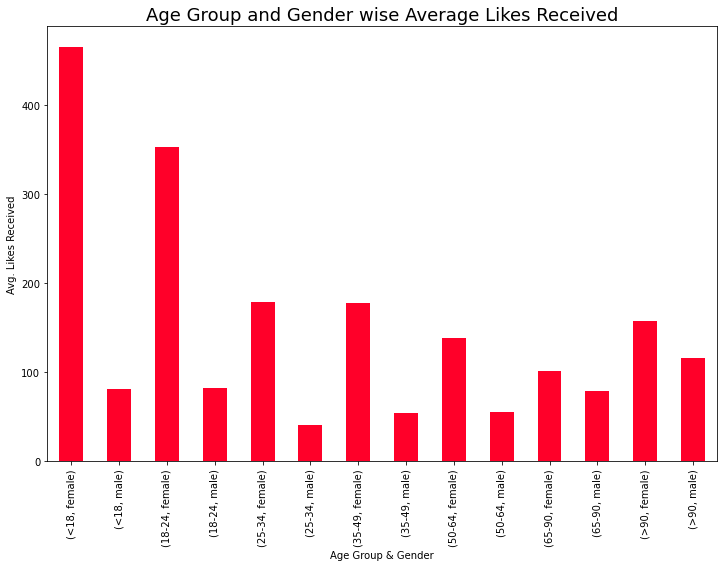 Age Group and Gender wise Average Likes Received
Avg. Likes Received
400
300
200
100
0
(<18, female)
(<18, male)
(18-24, female)
(18-24, male)
(25-34, female)
(25-34, male)
(35-49, female)
(35-49, male)
(50-64, female)
(50-64, male)
(65-90, female)
(65-90, male)
(>90, female)
(>90, male)
Age Group & Gender